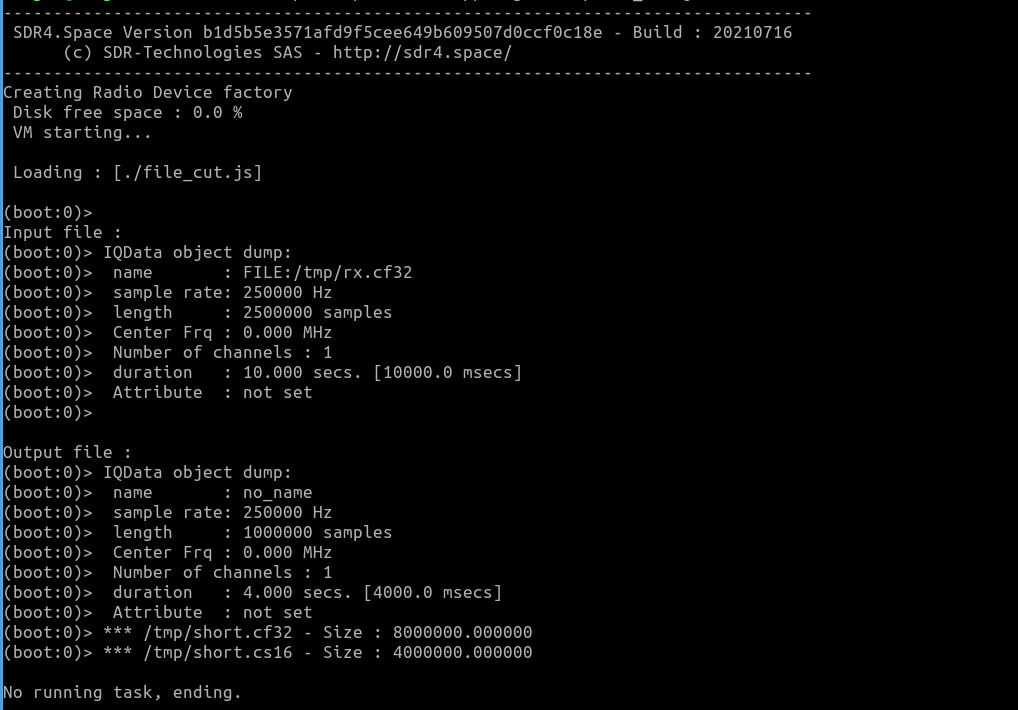 --------------------------------------------------------------------------------
SDR4.Space Version b1d5b5e3571afd9f5cee649b609507d0ccf0c18e - Build : 20210716
(c) SDR-Technologies SAS - http://sdr4.space/
--------------------------------------------------------------------------------
Creating Radio Device factory
Disk free space : 0.0 %
VM starting...
Loading : [./file_cut.js]
(boot:0)>
Input file :
(boot:0)> IQData object dump:
(boot:0)>  name       : FILE:/tmp/rx.cf32
(boot:0)>  sample rate: 250000 Hz
(boot:0)>  length     : 2500000 samples
(boot:0)>  Center Frq : 0.000 MHz
(boot:0)>  Number of channels : 1
(boot:0)>  duration   : 10.000 secs. [10000.0 msecs]
(boot:0)>  Attribute  : not set
(boot:0)>
Output file :
(boot:0)> IQData object dump:
(boot:0)>  name       : no_name
(boot:0)>  sample rate: 250000 Hz
(boot:0)>  length     : 1000000 samples
(boot:0)>  Center Frq : 0.000 MHz
(boot:0)>  Number of channels : 1
(boot:0)>  duration   : 4.000 secs. [4000.0 msecs]
(boot:0)>  Attribute  : not set
(boot:0)> *** /tmp/short.cf32 - Size : 8000000.000000
(boot:0)> *** /tmp/short.cs16 - Size : 4000000.000000
No running task, ending.